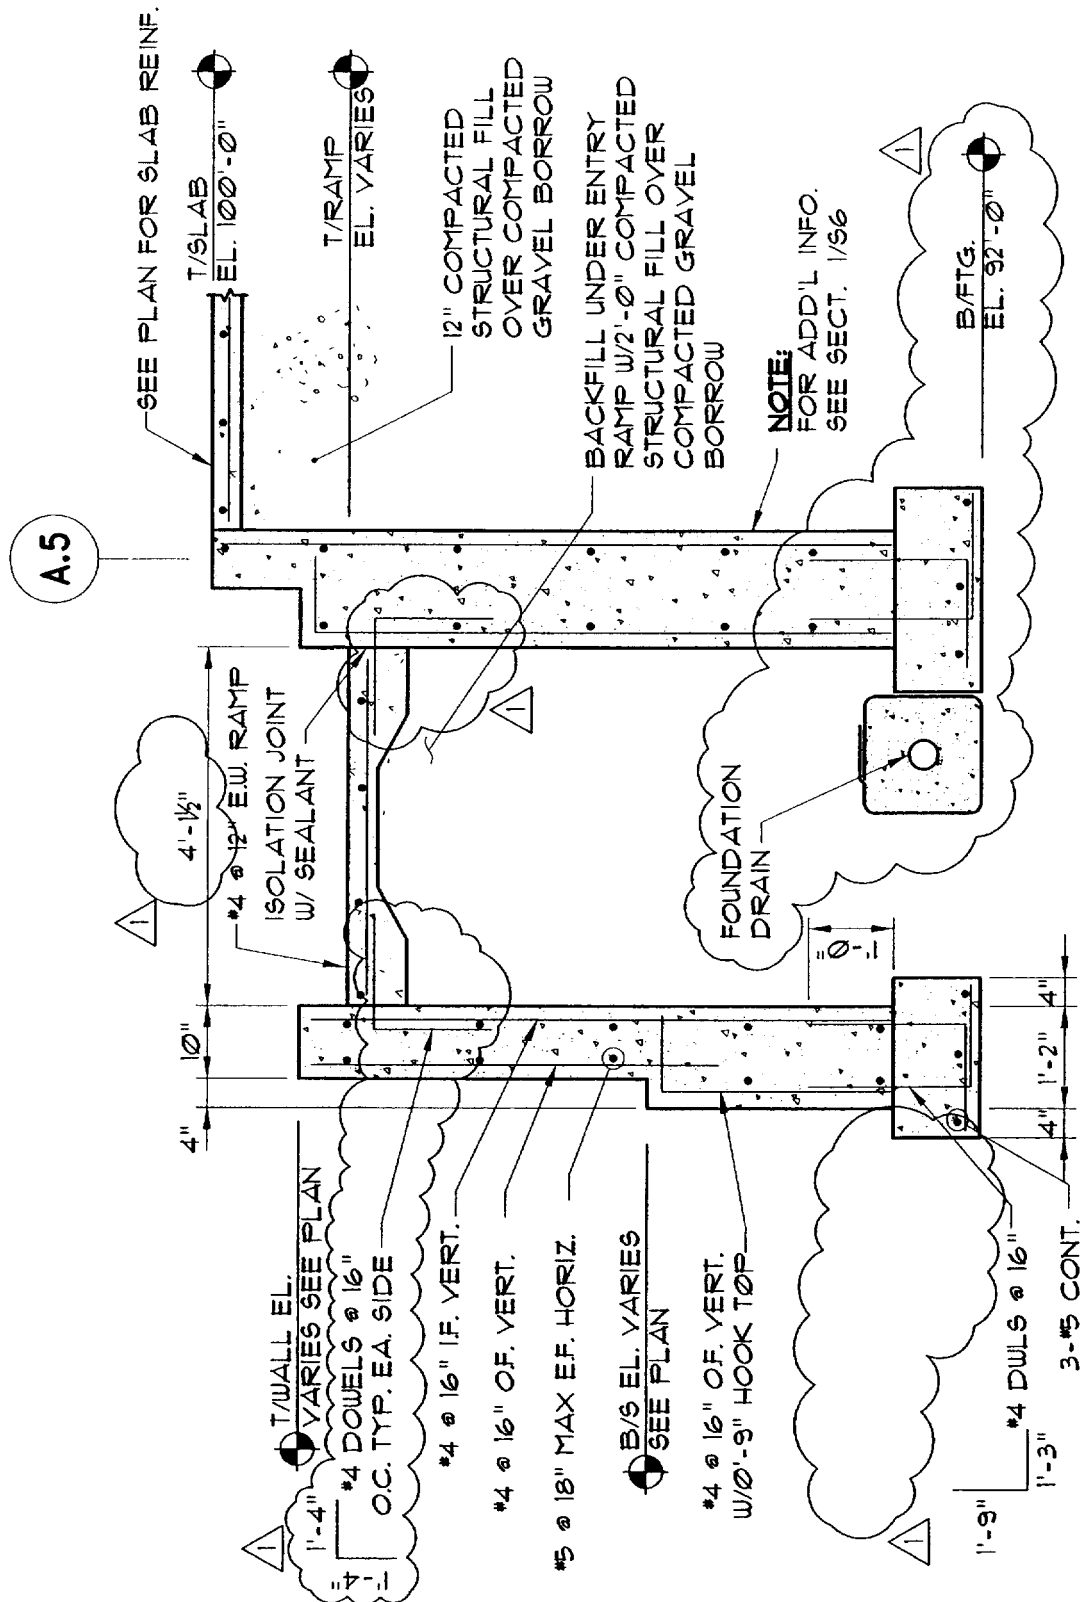 T/WALL EL.
VARIES SEE PLAN
1'-4"
1'-4"
#4 DOWELS @ 16"
O.C. TYP. EA. SIDE
#4 @ 16" I.F. VERT.
#4 @ 16" O.F. VERT.
#5 @ 18" MAX E.F. HORIZ.
B/S EL. VARIES
SEE PLAN
#4 @ 16" O.F. VERT.
W/0'-9" HOOK TOP
1'-9"
1'-3"
#4 DWLS @ 16"
3-#5 CONT.
1
1
4"
10"
4'-1½"
1
#4 @ 12" E.W. RAMP
ISOLATION JOINT
W/ SEALANT
1
A.5
FOUNDATION
DRAIN
1'-0"
4"
1'-2"
4"
SEE PLAN FOR SLAB REINF.
T/SLAB
EL. 100'-0"
T/RAMP
EL. VARIES
12" COMPACTED
STRUCTURAL FILL
OVER COMPACTED
GRAVEL BORROW
BACKFILL UNDER ENTRY
RAMP W/2'-0" COMPACTED
STRUCTURAL FILL OVER
COMPACTED GRAVEL
BORROW
NOTE:
FOR ADD'L INFO.
SEE SECT. 1/S6
1
B/FTG.
EL. 92'-0"